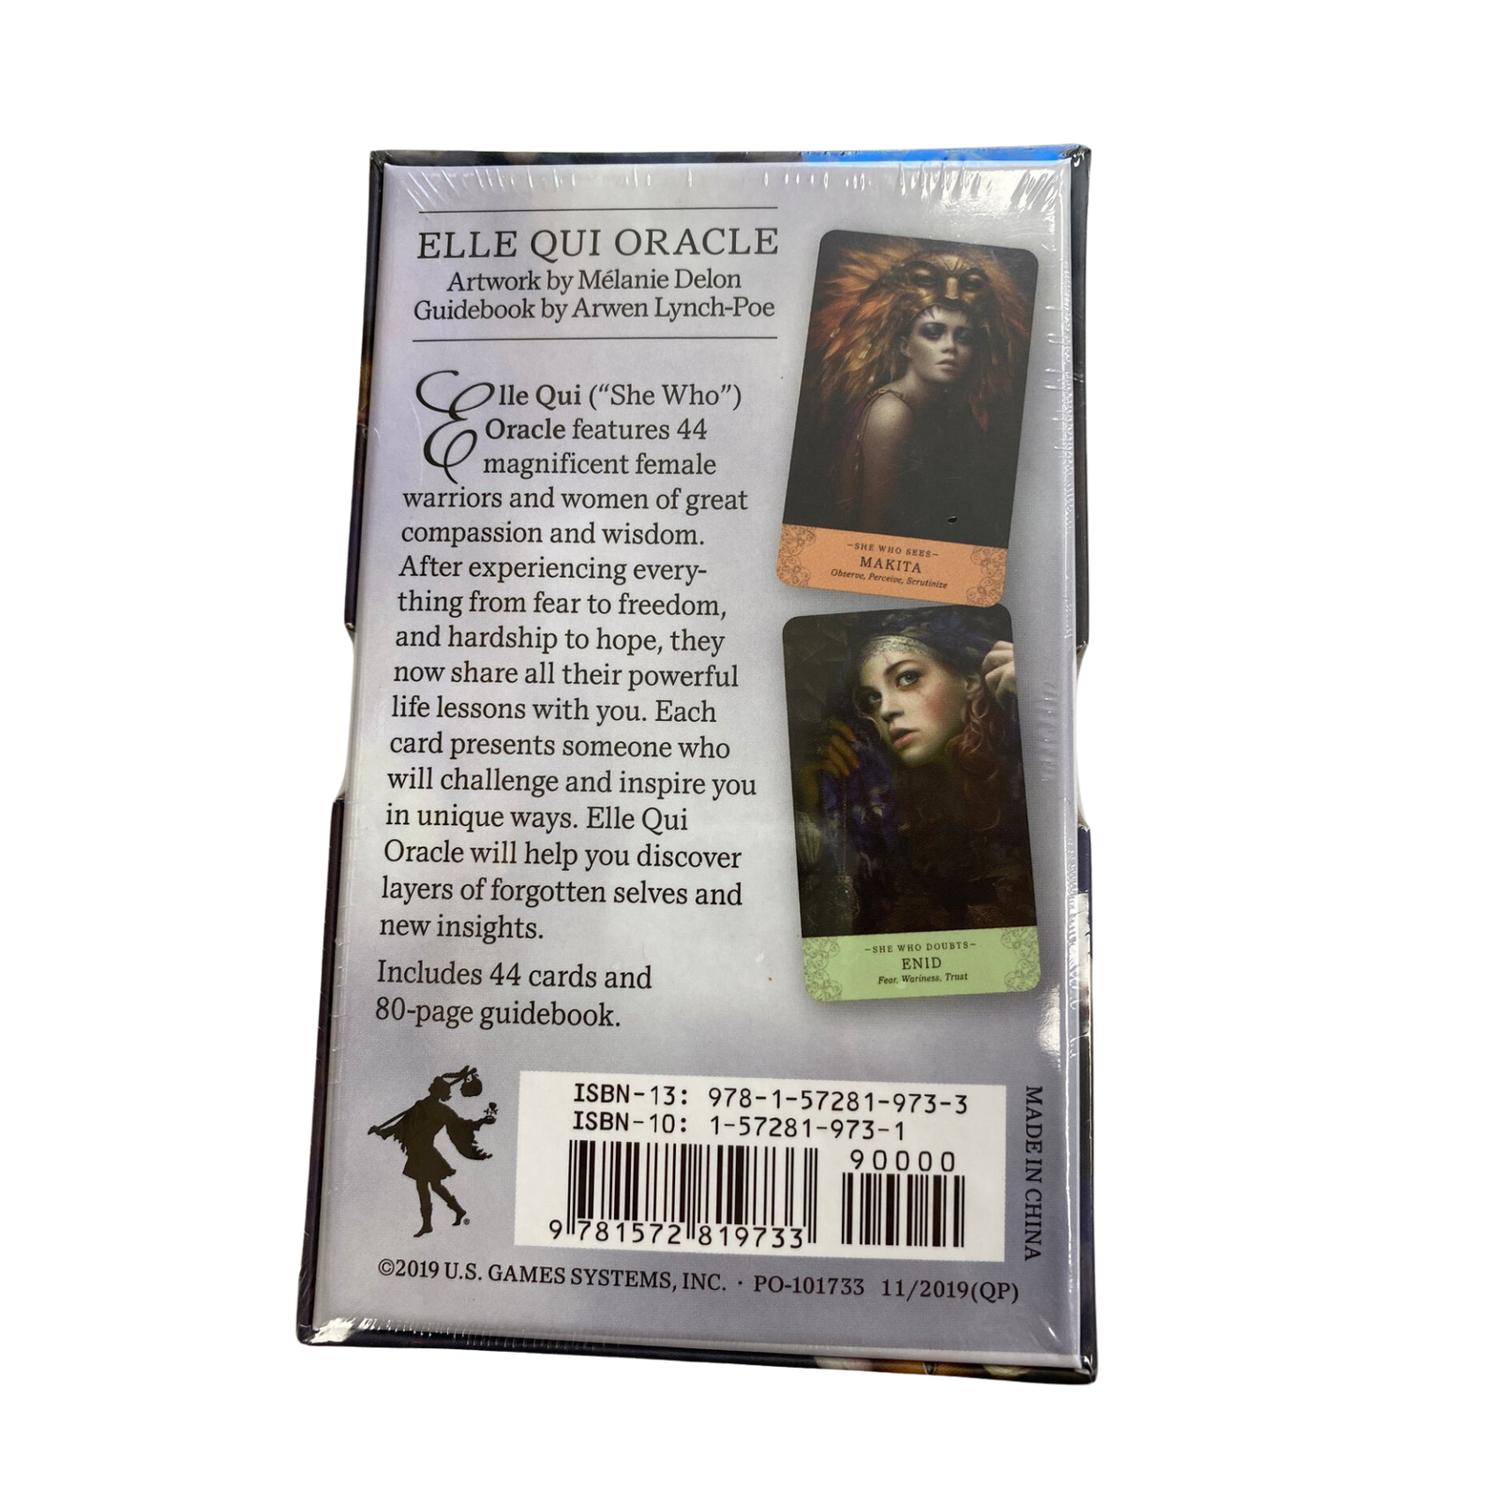 ELLE QUI ORACLE
Artwork by Mélanie Delon
Guidebook by Arwen Lynch-Poe
Elle Qui (“She Who”)
Oracle features 44
magnificent female
warriors and women of great
compassion and wisdom.
After experiencing every-
thing from fear to freedom,
and hardship to hope, they
now share all their powerful
life lessons with you. Each
card presents someone who
will challenge and inspire you
in unique ways. Elle Qui
Oracle will help you discover
layers of forgotten selves and
new insights.
Includes 44 cards and
80-page guidebook.
~SHE WHO SEES~
MAKITA
Observe, Perceive, Scrutinize
~SHE WHO DOUBTS~
ENID
Fear, Wariness, Trust
ISBN-13: 978-1-57281-973-3
ISBN-10: 1-57281-973-1
90000
9 781572 819733
®
MADE IN CHINA
©2019 U.S. GAMES SYSTEMS, INC. · PO-101733 11/2019(QP)